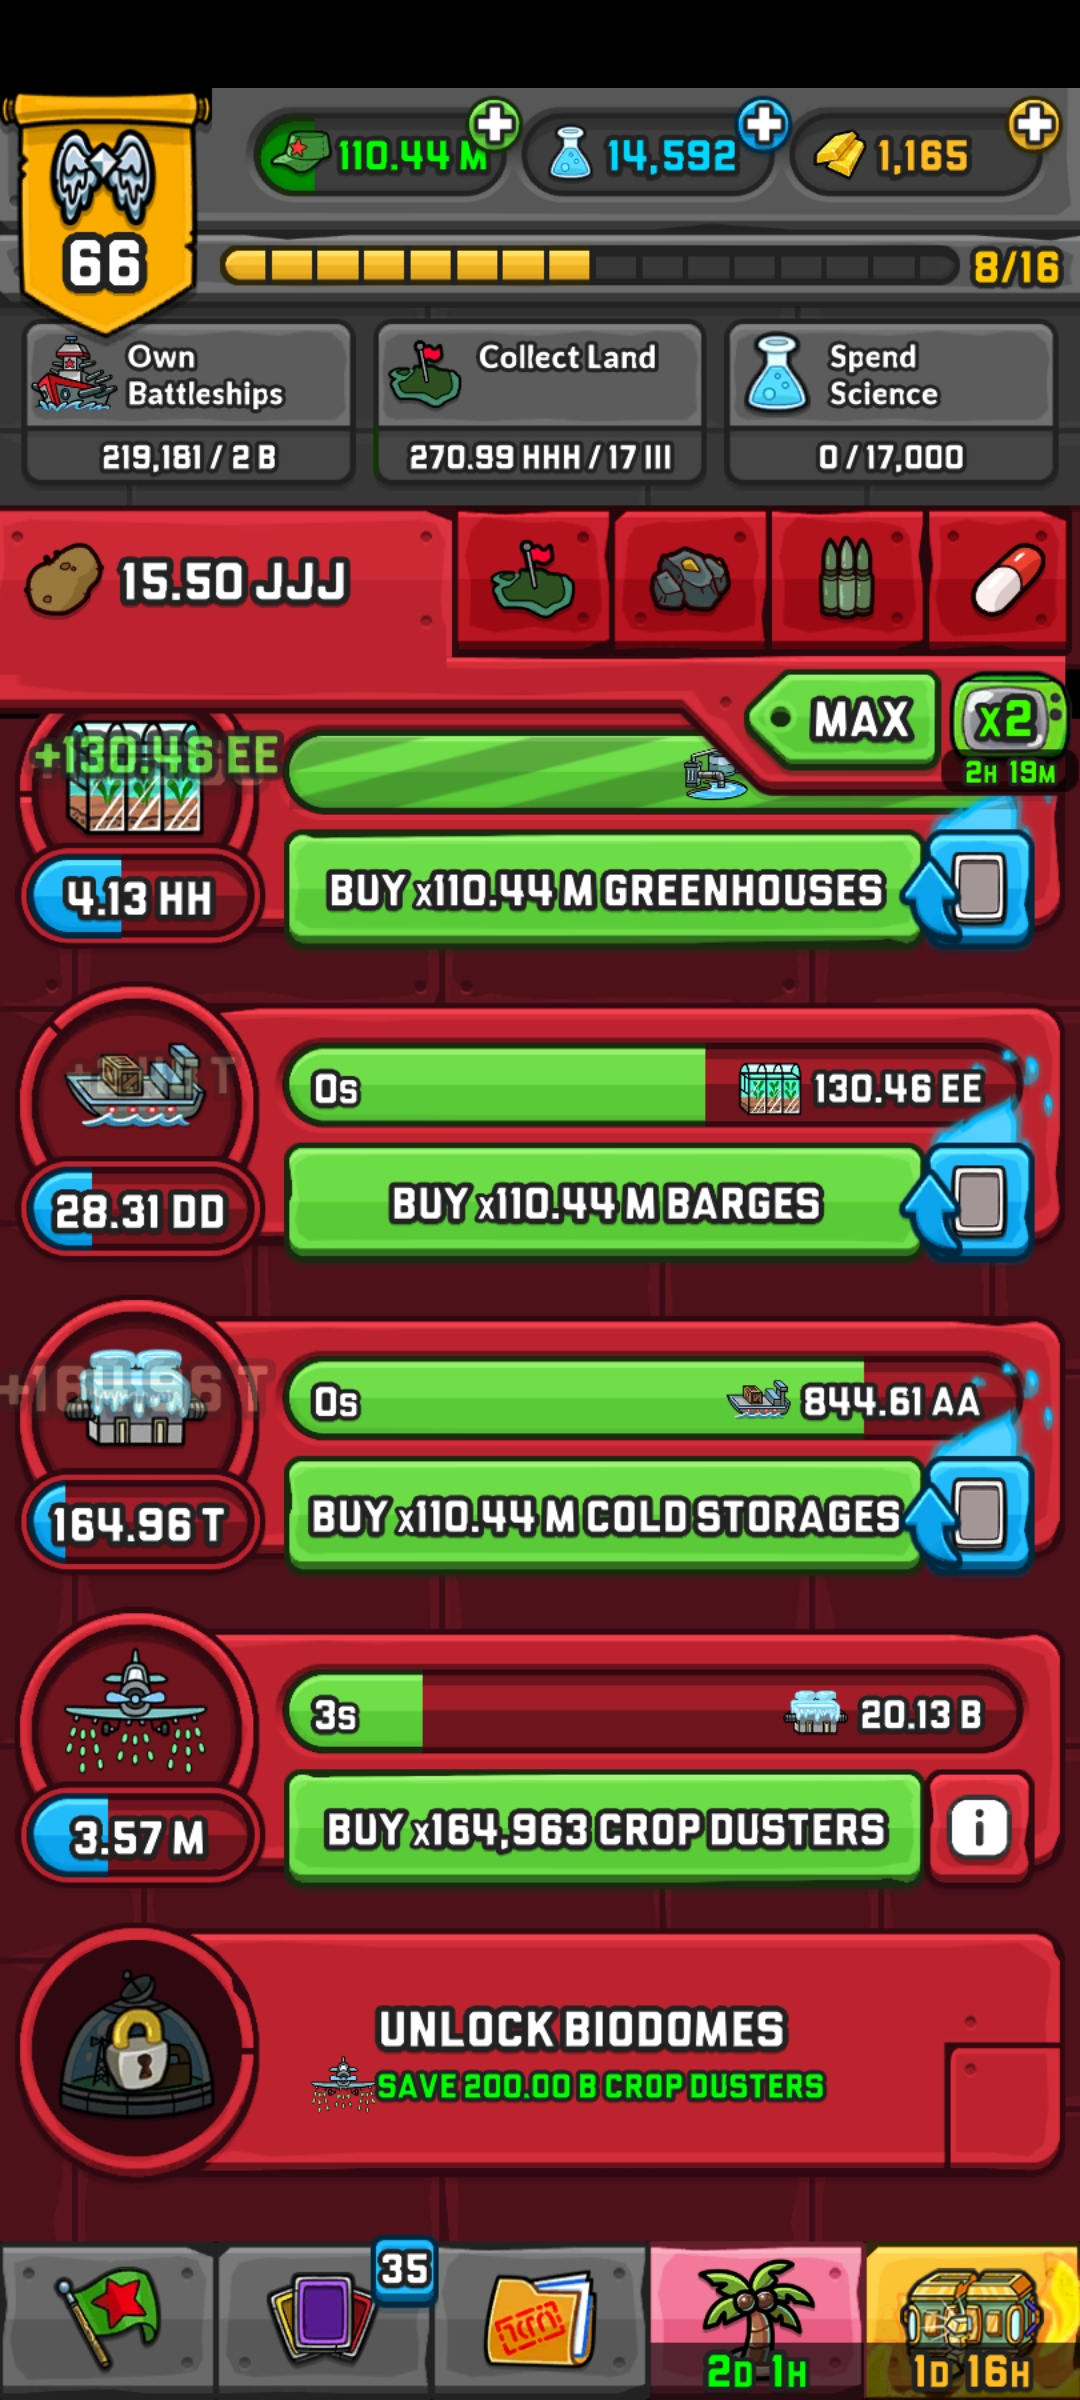 110.44 M
14,592
1,165
66
8/16
Own
Battleships
219,181 / 2 B
Collect Land
270.99 HHH / 17 III
Spend
Science
0 / 17,000
15.50 JJJ
MAX
x2
2H 19M
+130.46 EE
4.13 HH
BUY x110.44 M GREENHOUSES
0s
130.46 EE
28.31 DD
BUY x110.44 M BARGES
+164.96 T
0s
844.61 AA
164.96 T
BUY x110.44 M COLD STORAGES
3s
20.13 B
3.57 M
BUY x164,963 CROP DUSTERS
i
UNLOCK BIODOMES
SAVE 200.00 B CROP DUSTERS
35
2D 1H
1D 16H